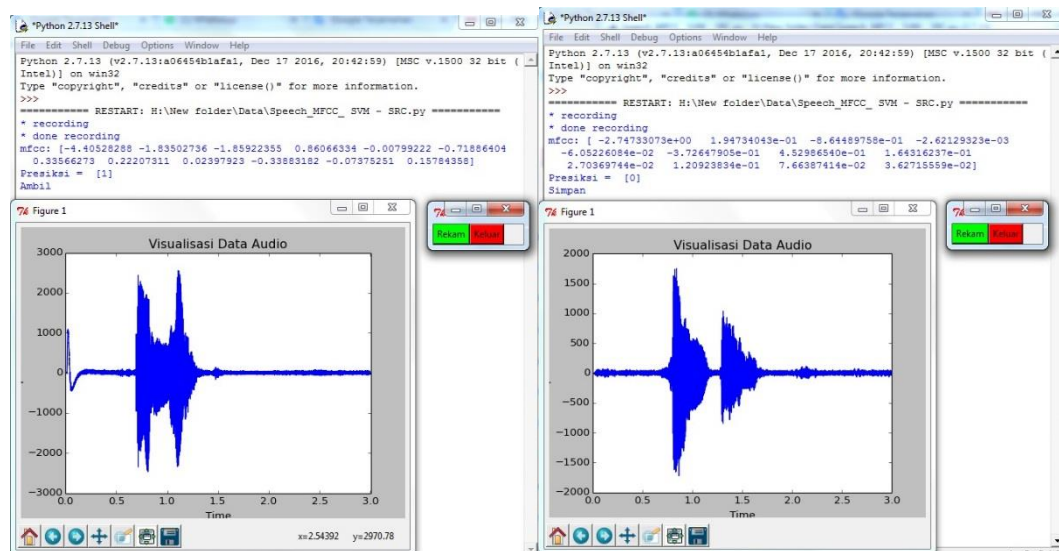 *Python 2.7.13 Shell*
File Edit Shell Debug Options Window Help
Python 2.7.13 (v2.7.13:a06454b1afa1, Dec 17 2016, 20:42:59) [MSC v.1500 32 bit (
Intel)] on win32
Type "copyright", "credits" or "license()" for more information.
>>>
=========== RESTART: H:\New folder\Data\Speech_MFCC_ SVM - SRC.py ===========
* recording
* done recording
mfcc: [-4.40528288 -1.83502736 -1.85922355 0.86066334 -0.00799222 -0.71886404
0.33566273 0.22207311 0.02397923 -0.33883182 -0.07375251 0.15784358]
Presiksi = [1]
Ambil
Figure 1
Rekam Keluar
Visualisasi Data Audio
3000
2000
1000
0
−1000
−2000
−3000
0.0 0.5 1.0 1.5 2.0 2.5 3.0
Time
x=2.54392 y=2970.78
*Python 2.7.13 Shell*
File Edit Shell Debug Options Window Help
Python 2.7.13 (v2.7.13:a06454b1afa1, Dec 17 2016, 20:42:59) [MSC v.1500 32 bit (
Intel)] on win32
Type "copyright", "credits" or "license()" for more information.
>>>
=========== RESTART: H:\New folder\Data\Speech_MFCC_ SVM - SRC.py ===========
* recording
* done recording
mfcc: [ -2.74733073e+00 1.94734043e-01 -8.64489758e-01 -2.62129323e-03
-6.05226084e-02 -3.72647905e-01 4.52986540e-01 1.64316237e-01
2.70369744e-02 1.20923834e-01 7.66387414e-02 3.62715559e-02]
Presiksi = [0]
Simpan
Figure 1
Rekam Keluar
Visualisasi Data Audio
2000
1500
1000
500
0
−500
−1000
−1500
−2000
0.0 0.5 1.0 1.5 2.0 2.5 3.0
Time